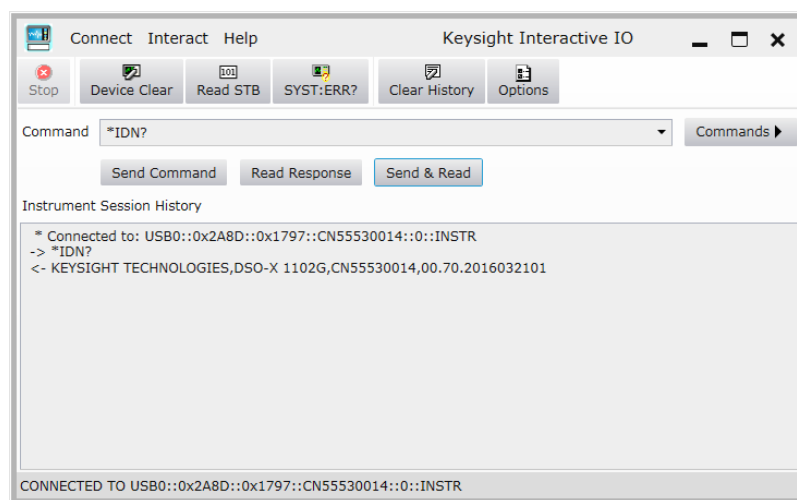 Connect Interact Help Keysight Interactive IO
Stop Device Clear 101 Read STB SYST:ERR? Clear History Options
Command *IDN? Commands
Send Command Read Response Send & Read
Instrument Session History
* Connected to: USB0::0x2A8D::0x1797::CN55530014::0::INSTR
-> *IDN?
<- KEYSIGHT TECHNOLOGIES,DSO-X 1102G,CN55530014,00.70.2016032101
CONNECTED TO USB0::0x2A8D::0x1797::CN55530014::0::INSTR